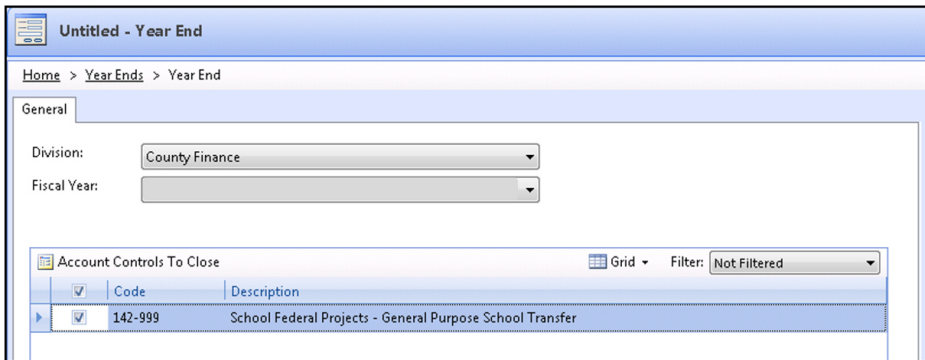 Untitled - Year End
Home > Year Ends > Year End
General
Division: County Finance
Fiscal Year:
Account Controls To Close Grid Filter: Not Filtered
Code Description
142-999 School Federal Projects - General Purpose School Transfer